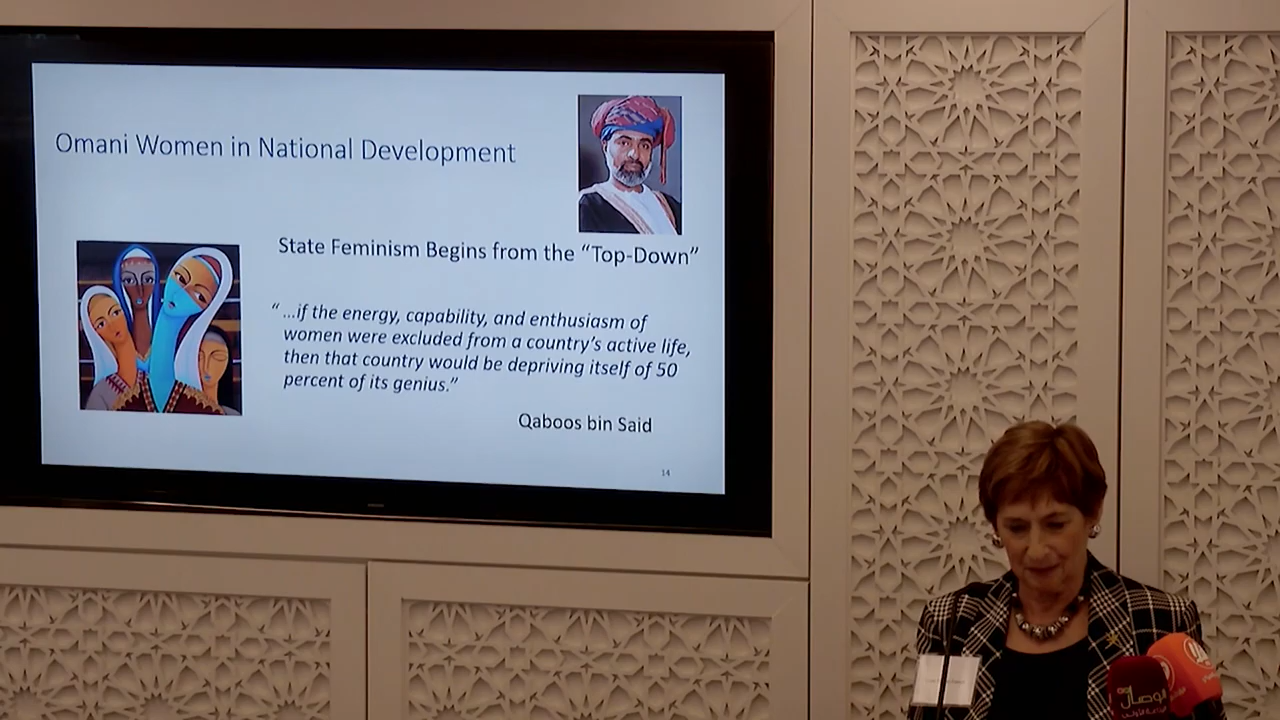 Omani Women in National Development
State Feminism Begins from the “Top-Down”
“ …if the energy, capability, and enthusiasm of
women were excluded from a country’s active life,
then that country would be depriving itself of 50
percent of its genius.”
Qaboos bin Said
14
الوصال